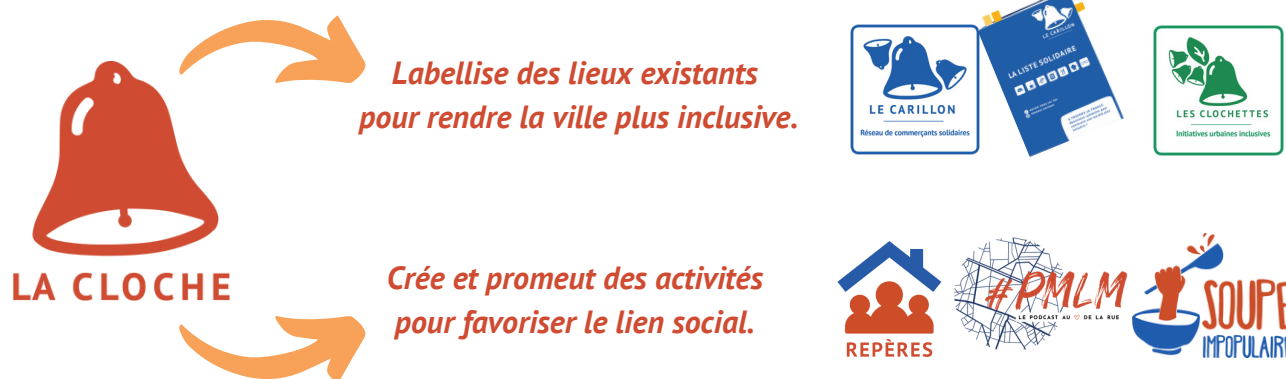 LA CLOCHE
Labellise des lieux existants
pour rendre la ville plus inclusive.
LE CARILLON
Réseau de commerçants solidaires
LE CARILLON
LA LISTE SOLIDAIRE
LES CLOCHETTES
Initiatives urbaines inclusives
Crée et promeut des activités
pour favoriser le lien social.
REPÈRES
#PMLM
LE PODCAST AU ♡ DE LA RUE
SOUPE
IMPOPULAIRE